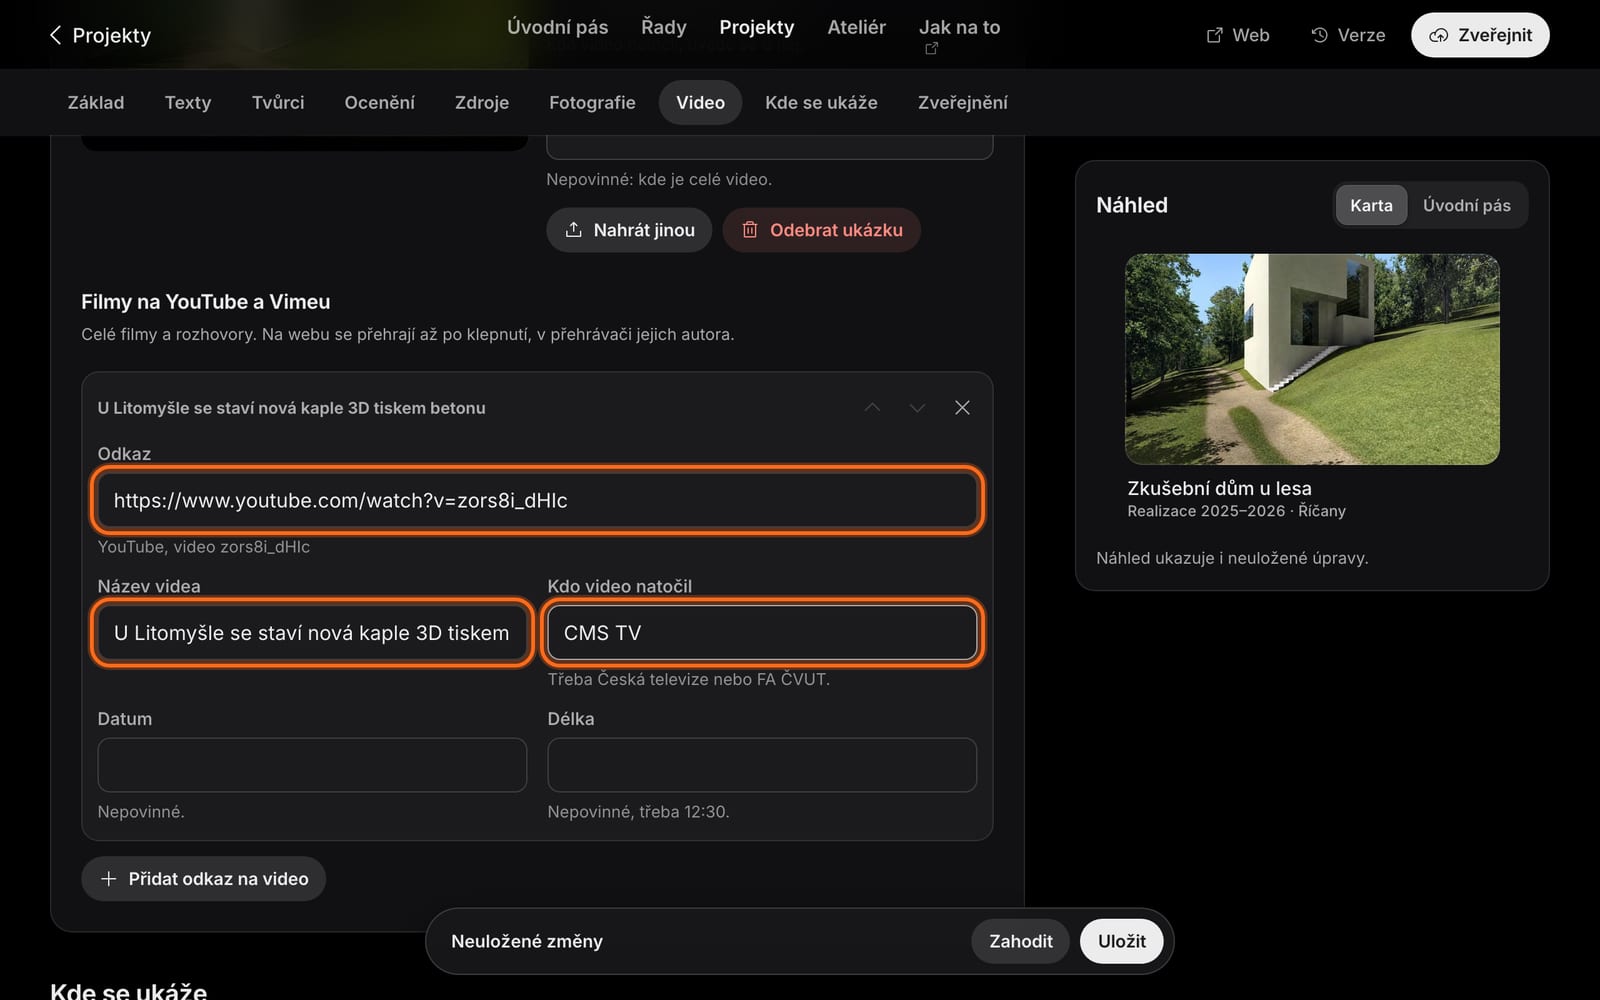 Projekty
Úvodní pás
Řady
Projekty
Ateliér
Jak na to
Web
Verze
Zveřejnit
Základ
Texty
Tvůrci
Ocenění
Zdroje
Fotografie
Video
Kde se ukáže
Zveřejnění
Nepovinné: kde je celé video.
Nahrát jinou
Odebrat ukázku
Filmy na YouTube a Vimeu
Celé filmy a rozhovory. Na webu se přehrají až po klepnutí, v přehrávači jejich autora.
U Litomyšle se staví nová kaple 3D tiskem betonu
Odkaz
https://www.youtube.com/watch?v=zors8i_dHIc
YouTube, video zors8i_dHIc
Název videa
Kdo video natočil
U Litomyšle se staví nová kaple 3D tiskem
CMS TV
Třeba Česká televize nebo FA ČVUT.
Datum
Délka
Nepovinné.
Nepovinné, třeba 12:30.
Přidat odkaz na video
Náhled
Karta
Úvodní pás
Zkušební dům u lesa
Realizace 2025–2026 · Říčany
Náhled ukazuje i neuložené úpravy.
Neuložené změny
Zahodit
Uložit
Kde se ukáže